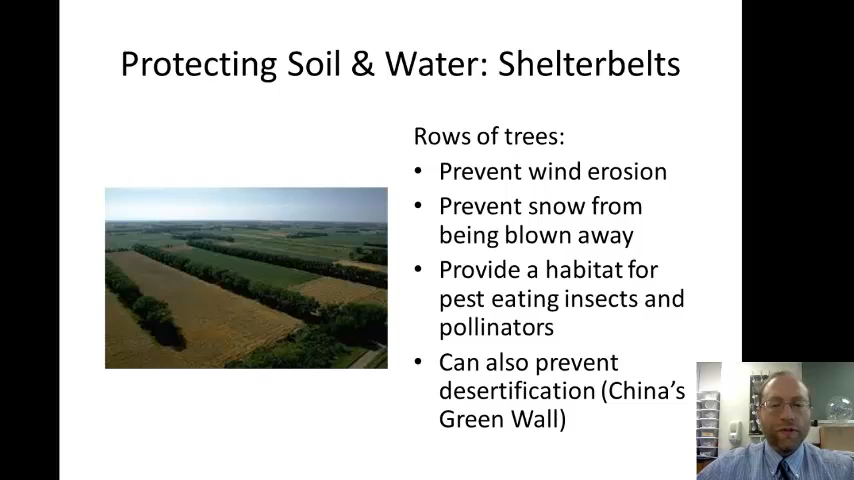 Protecting Soil & Water: Shelterbelts
Rows of trees:
• Prevent wind erosion
• Prevent snow from
being blown away
• Provide a habitat for
pest eating insects and
pollinators
• Can also prevent
desertification (China's
Green Wall)